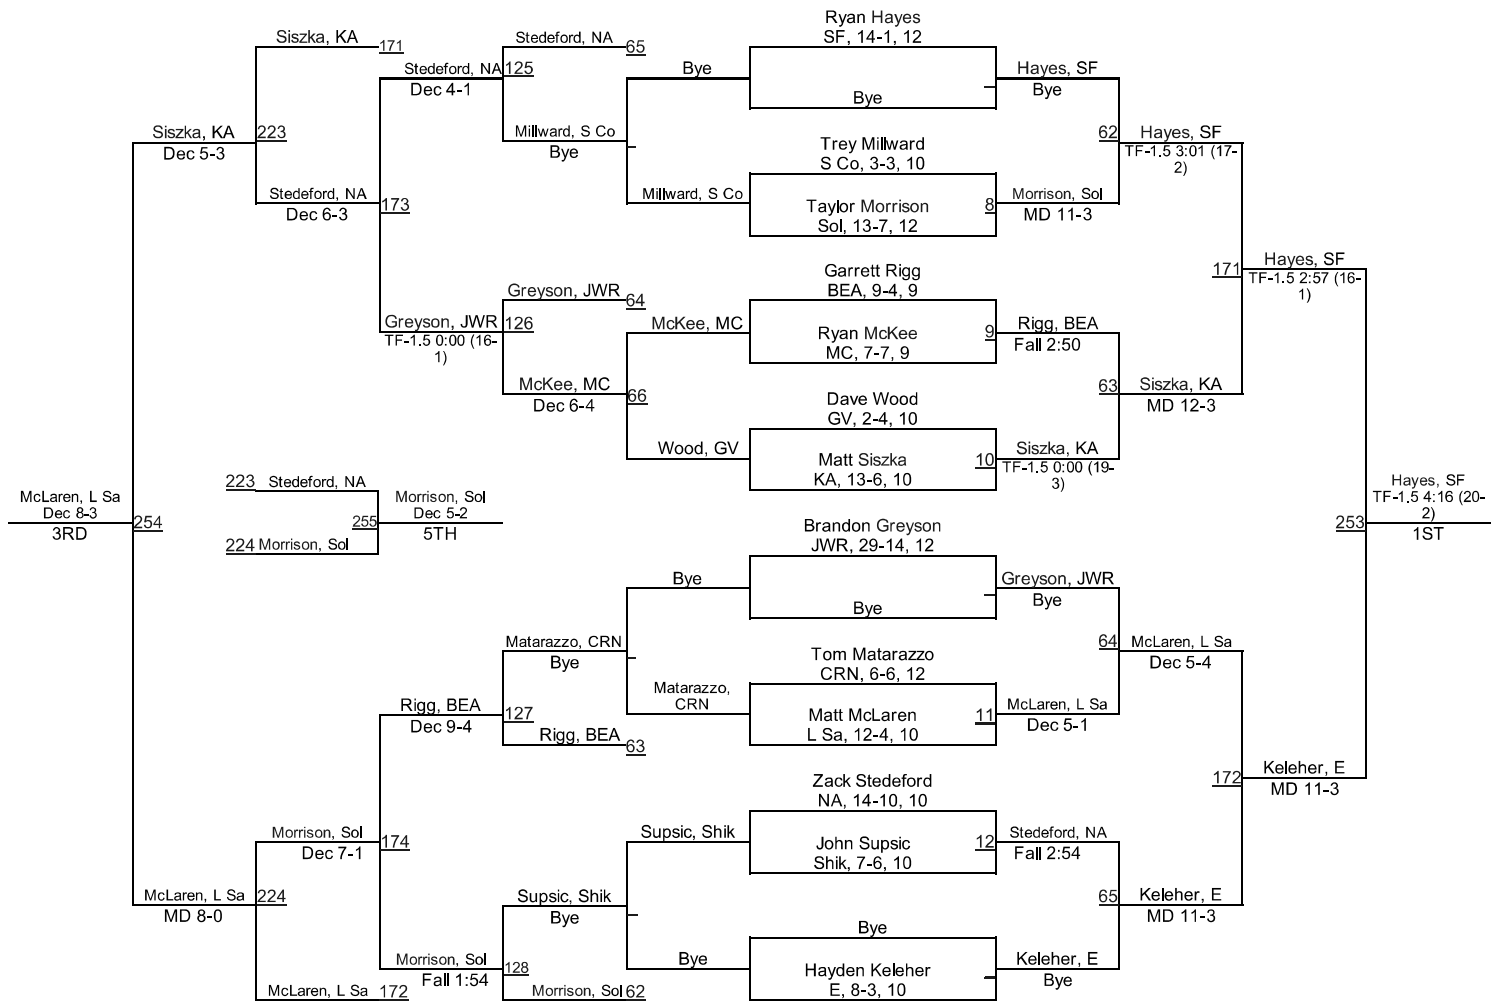 Ryan Hayes
SF, 14-1, 12
Siszka, KA
171
Stedeford, NA
65
Stedeford, NA
125
Dec 4-1
Bye
Bye
Hayes, SF
Bye
Siszka, KA
223
Dec 5-3
Millward, S Co
Bye
Trey Millward
S Co, 3-3, 10
62
Hayes, SF
TF-1.5 3:01 (17-
2)
Stedeford, NA
173
Dec 6-3
Millward, S Co
Taylor Morrison
Sol, 13-7, 12
8
Morrison, Sol
MD 11-3
Garrett Rigg
BEA, 9-4, 9
171
Hayes, SF
TF-1.5 2:57 (16-
1)
Greyson, JWR
64
Greyson, JWR
126
TF-1.5 0:00 (16-
1)
McKee, MC
Ryan McKee
MC, 7-7, 9
9
Rigg, BEA
Fall 2:50
McKee, MC
66
Dec 6-4
Dave Wood
GV, 2-4, 10
63
Siszka, KA
MD 12-3
Wood, GV
Matt Siszka
KA, 13-6, 10
10
Siszka, KA
TF-1.5 0:00 (19-
3)
223
Stedeford, NA
McLaren, L Sa
Dec 8-3
254
3RD
255
Morrison, Sol
Dec 5-2
5TH
224
Morrison, Sol
Brandon Greyson
JWR, 29-14, 12
253
Hayes, SF
TF-1.5 4:16 (20-
2)
1ST
Bye
Bye
Greyson, JWR
Bye
Matarazzo, CRN
Bye
Tom Matarazzo
CRN, 6-6, 12
64
McLaren, L Sa
Dec 5-4
Rigg, BEA
127
Dec 9-4
Matarazzo,
CRN
Matt McLaren
L Sa, 12-4, 10
11
McLaren, L Sa
Dec 5-1
Rigg, BEA
63
Zack Stedeford
NA, 14-10, 10
172
Keleher, E
MD 11-3
Morrison, Sol
174
Dec 7-1
Supsic, Shik
John Supsic
Shik, 7-6, 10
12
Stedeford, NA
Fall 2:54
McLaren, L Sa
224
MD 8-0
Supsic, Shik
Bye
Bye
65
Keleher, E
MD 11-3
Morrison, Sol
128
Fall 1:54
Bye
Hayden Keleher
E, 8-3, 10
Keleher, E
Bye
McLaren, L Sa
172
Morrison, Sol
62